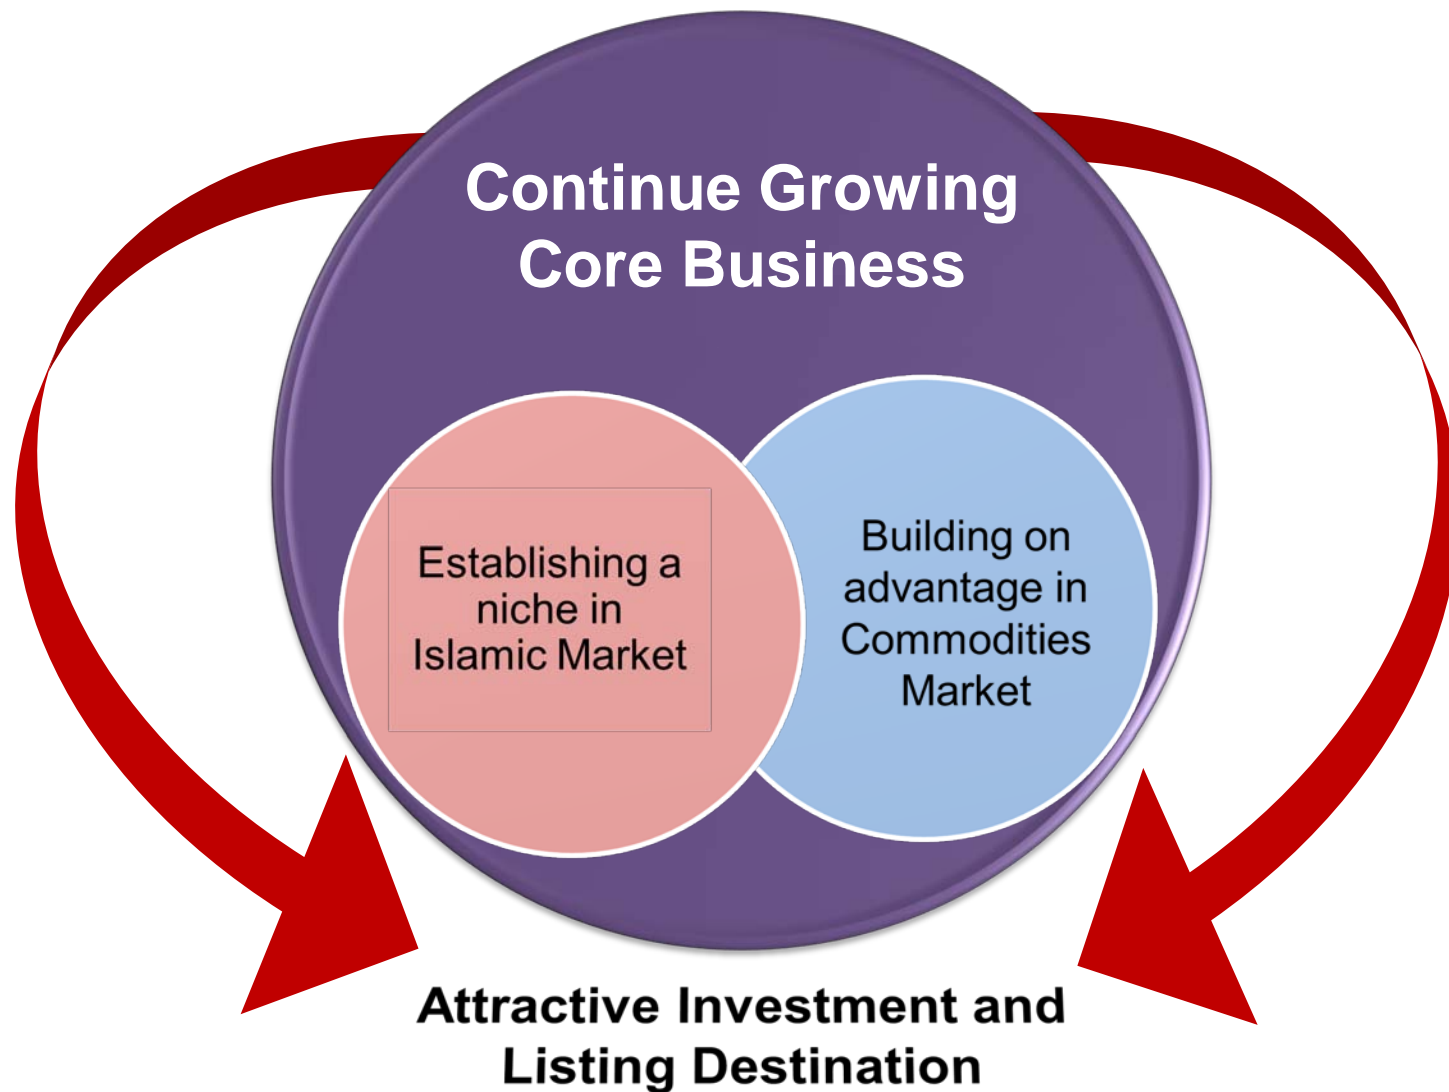 Continue Growing
Core Business
Establishing a
niche in
Islamic Market
Building on
advantage in
Commodities
Market
Attractive Investment and
Listing Destination